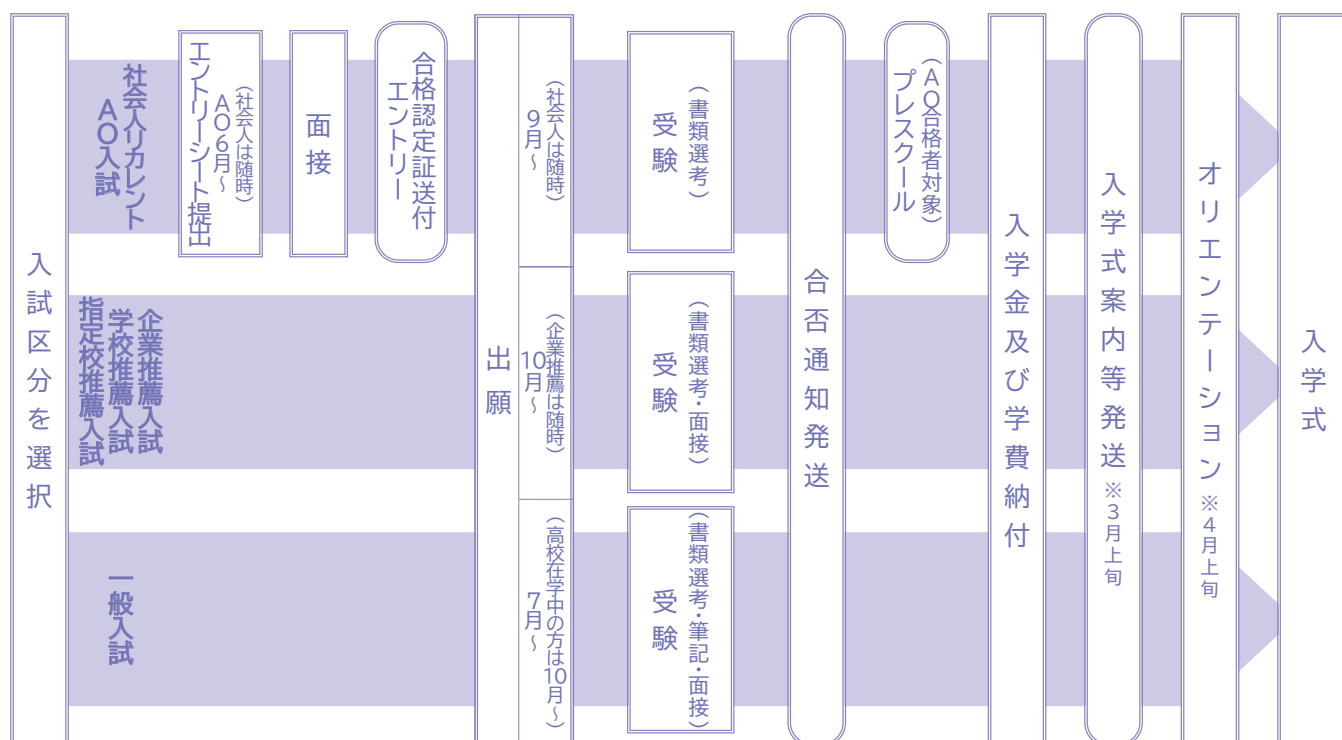 入試区分を選択
社会人リカレント
AO入試
(社会人は随時)
AO6月～
エントリーシート提出
面接
合格認定証送付
エントリー
企業推薦入試
学校推薦入試
指定校推薦入試
一般入試
出願
(社会人は随時)
9月～
(企業推薦は随時)
10月～
(高校在学中の方は10月～)
7月～
(書類選考)
受験
(書類選考・面接)
受験
(書類選考・筆記・面接)
受験
合否通知発送
(AO合格者対象)
プレスクール
入学金及び学費納付
入学式案内等発送※3月上旬
オリエンテーション※4月上旬
入学式